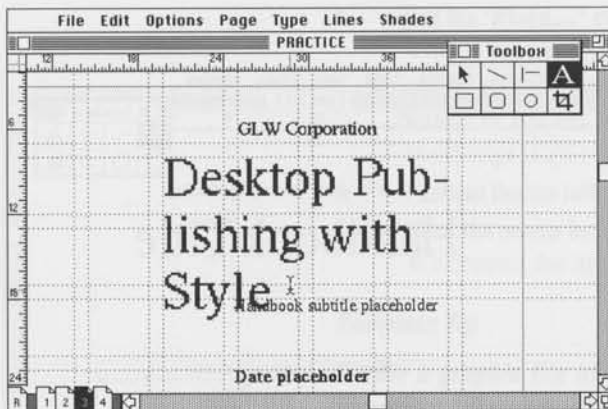 File Edit Options Page Type Lines Shades
PRACTICE
Toolbox
12 24 30 36
A
6
GLW Corporation
Desktop Pub-
12
lishing with
18
Style
Handbook subtitle placeholder
Date placeholder
24
R 1 2 3 4